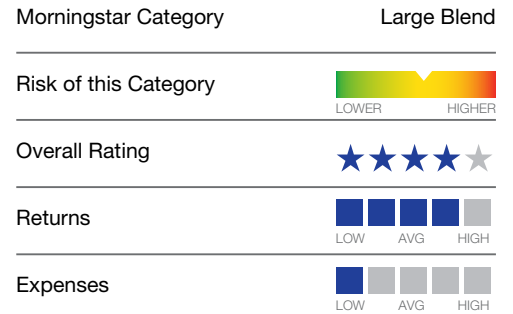 Morningstar Category Large Blend
Risk of this Category
LOWER HIGHER
Overall Rating
Returns
LOW AVG HIGH
Expenses
LOW AVG HIGH